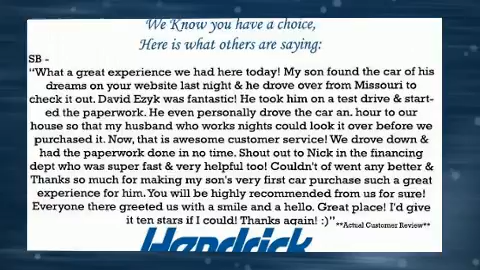 We Know you have a choice,
Here is what others are saying:
SB -
"What a great experience we had here today! My son found the car of his
dreams on your website last night & he drove over from Missouri to
check it out. David Ezyk was fantastic! He took him on a test drive & start-
ed the paperwork. He even personally drove the car an. hour to our
house so that my husband who works nights could look it over before we
purchased it. Now, that is awesome customer service! We drove down &
had the paperwork done in no time. Shout out to Nick in the financing
dept who was super fast & very helpful too! Couldn't of went any better &
Thanks so much for making my son's very first car purchase such a great
experience for him. You will be highly recommended from us for sure!
Everyone there greeted us with a smile and a hello. Great place! I'd give
it ten stars if I could! Thanks again! :)" **Actual Customer Review**
Hendrick